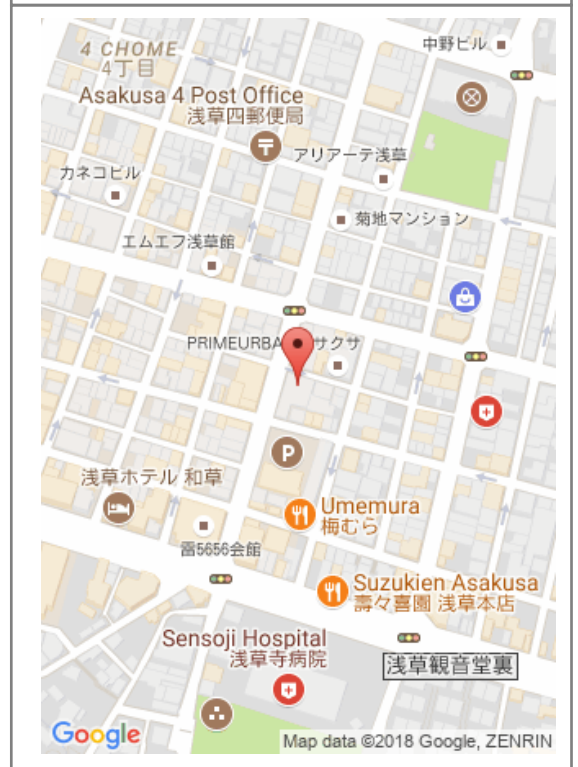 中野ビル
4 CHOME
4丁目
Asakusa 4 Post Office
浅草四郵便局
アリアーテ浅草
カネコビル
菊地マンション
エムエフ浅草館
PRIMEURBA サクサ
P
浅草ホテル 和草
Umemura
梅むら
雷5656会館
Suzukien Asakusa
壽々喜園 浅草本店
Sensoji Hospital
浅草寺病院
浅草観音堂裏
Google
Map data ©2018 Google, ZENRIN